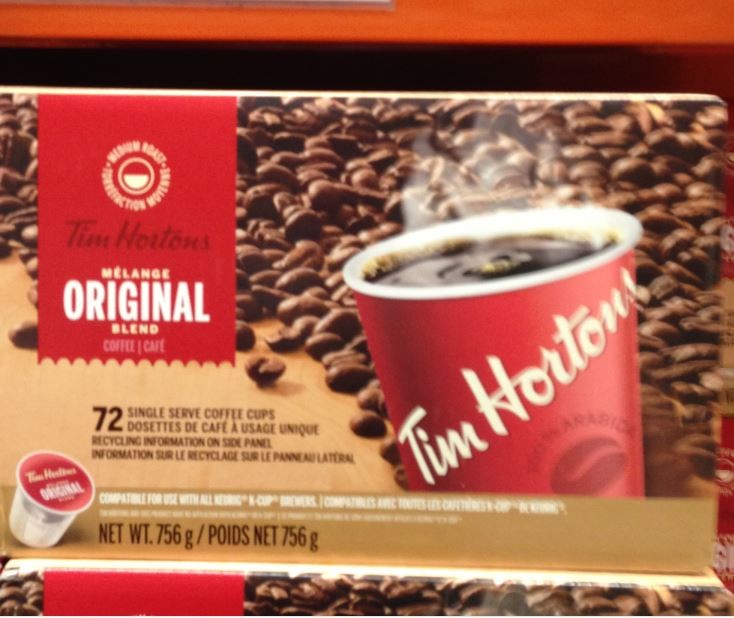 MEDIUM ROAST
TORRÉFACTION MOYENNE
Tim Hortons
MÉLANGE
ORIGINAL
BLEND
COFFEE | CAFÉ
Tim Hortons
100% ARABICA
72 SINGLE SERVE COFFEE CUPS
DOSETTES DE CAFÉ À USAGE UNIQUE
RECYCLING INFORMATION ON SIDE PANEL
INFORMATION SUR LE RECYCLAGE SUR LE PANNEAU LATÉRAL
Tim Hortons
ORIGINAL
COMPATIBLE FOR USE WITH ALL KEURIG® K-CUP® BREWERS. | COMPATIBLES AVEC TOUTES LES CAFETIÈRES K-CUP® DE KEURIG®.
NET WT. 756 g / POIDS NET 756 g